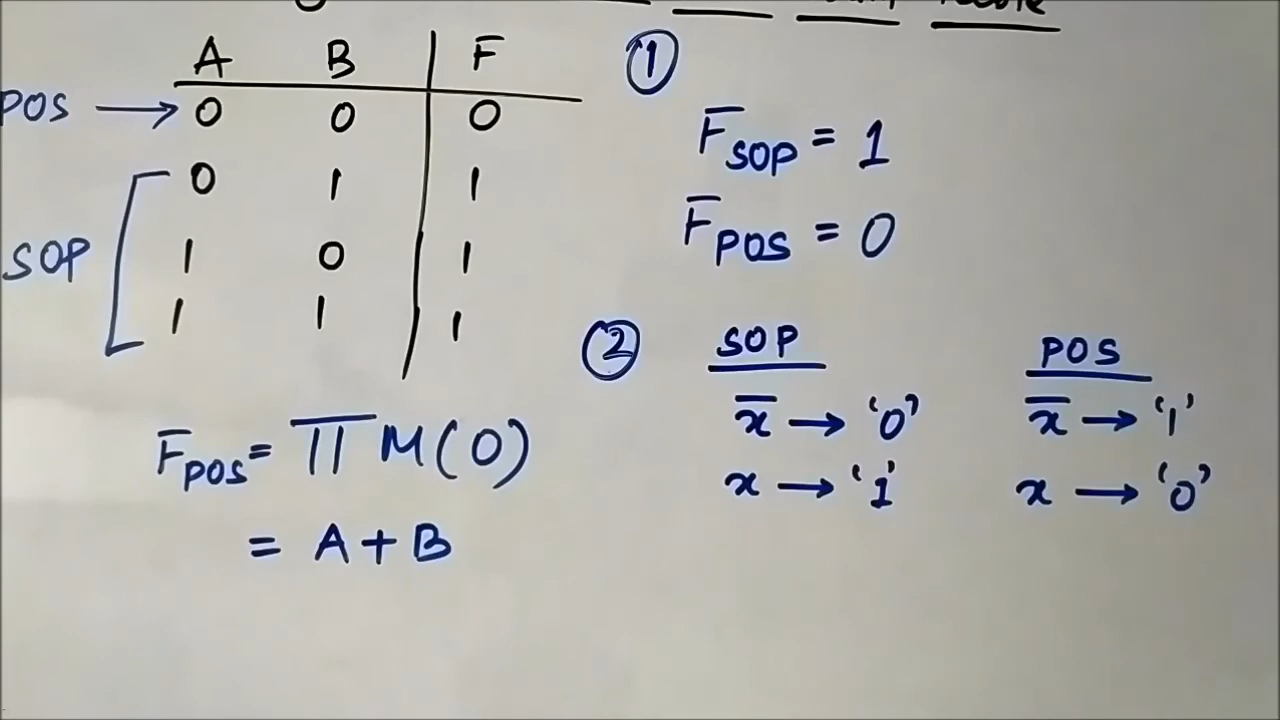 A B F
POS → 0 0 0
0 1 1
SOP 1 0 1
1 1 1
F_POS = Π M(0)
= A + B
①
F_SOP = 1
F_POS = 0
②
SOP
x̄ → '0'
x → '1'
POS
x̄ → '1'
x → '0'